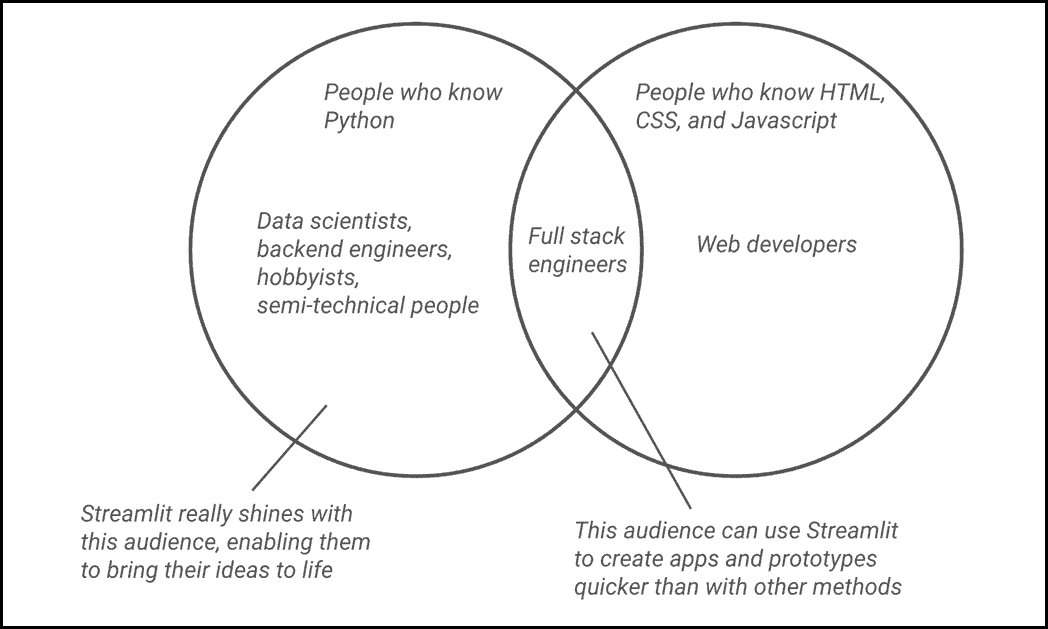 People who know
Python
People who know HTML,
CSS, and Javascript
Data scientists,
backend engineers,
hobbyists,
semi-technical people
Full stack
engineers
Web developers
Streamlit really shines with
this audience, enabling them
to bring their ideas to life
This audience can use Streamlit
to create apps and prototypes
quicker than with other methods